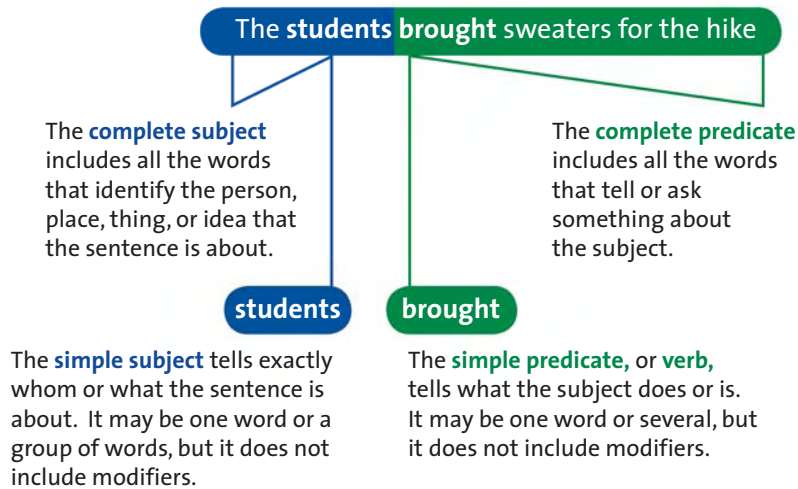 The students brought sweaters for the hike
The complete subject
includes all the words
that identify the person,
place, thing, or idea that
the sentence is about.
The complete predicate
includes all the words
that tell or ask
something about
the subject.
students
brought
The simple subject tells exactly
whom or what the sentence is
about. It may be one word or a
group of words, but it does not
include modifiers.
The simple predicate, or verb,
tells what the subject does or is.
It may be one word or several, but
it does not include modifiers.